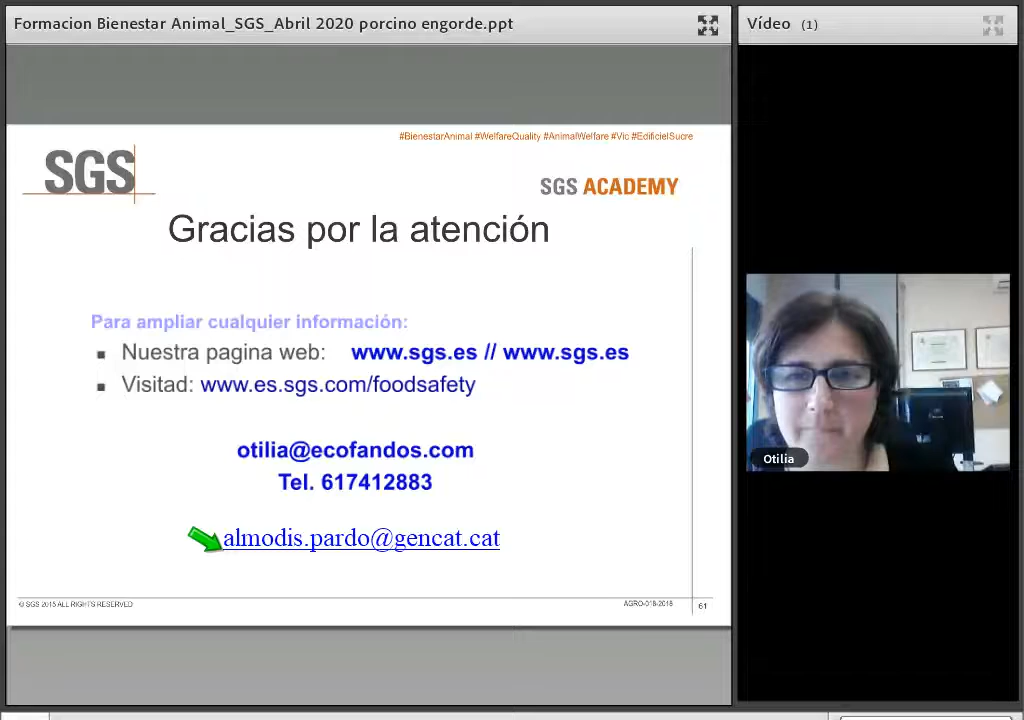 Formacion Bienestar Animal_SGS_Abril 2020 porcino engorde.ppt
Vídeo (1)
#BienestarAnimal #WelfareQuality #AnimalWelfare #Vic #EdificielSucre
SGS
SGS ACADEMY
Gracias por la atención
Para ampliar cualquier información:
Nuestra pagina web: www.sgs.es // www.sgs.es
Visitad: www.es.sgs.com/foodsafety
otilia@ecofandos.com
Tel. 617412883
almodis.pardo@gencat.cat
© SGS 2015 ALL RIGHTS RESERVED
AGRO-018-2018
61
Otilia